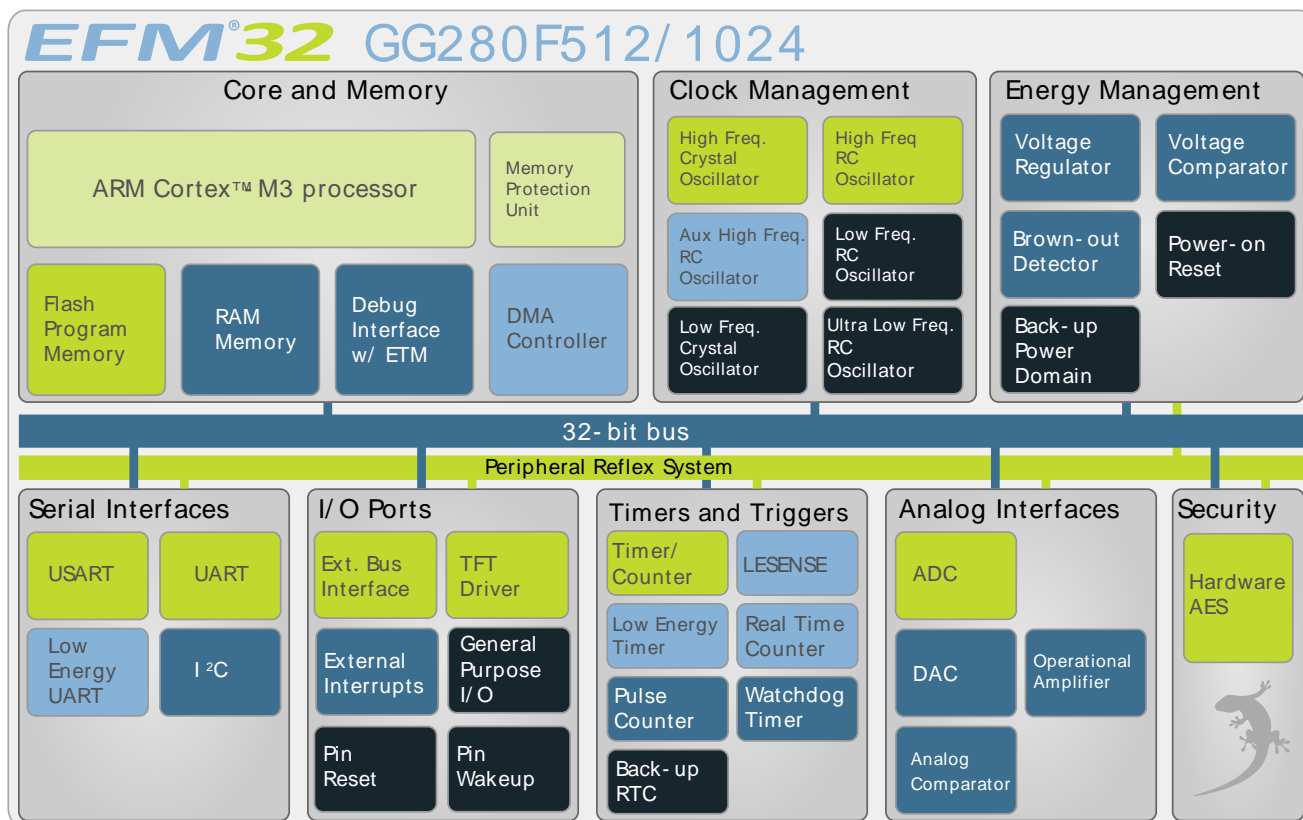 EFM®32 GG280F512/1024
Core and Memory
ARM Cortex™ M3 processor
Memory
Protection
Unit
Flash
Program
Memory
RAM
Memory
Debug
Interface
w/ ETM
DMA
Controller
Clock Management
High Freq.
Crystal
Oscillator
High Freq
RC
Oscillator
Aux High Freq.
RC
Oscillator
Low Freq.
RC
Oscillator
Low Freq.
Crystal
Oscillator
Ultra Low Freq.
RC
Oscillator
Energy Management
Voltage
Regulator
Voltage
Comparator
Brown-out
Detector
Power-on
Reset
Back-up
Power
Domain
32-bit bus
Peripheral Reflex System
Serial Interfaces
USART
UART
Low
Energy
UART
I²C
I/O Ports
Ext. Bus
Interface
TFT
Driver
External
Interrupts
General
Purpose
I/O
Pin
Reset
Pin
Wakeup
Timers and Triggers
Timer/
Counter
LESENSE
Low Energy
Timer
Real Time
Counter
Pulse
Counter
Watchdog
Timer
Back-up
RTC
Analog Interfaces
ADC
DAC
Operational
Amplifier
Analog
Comparator
Security
Hardware
AES